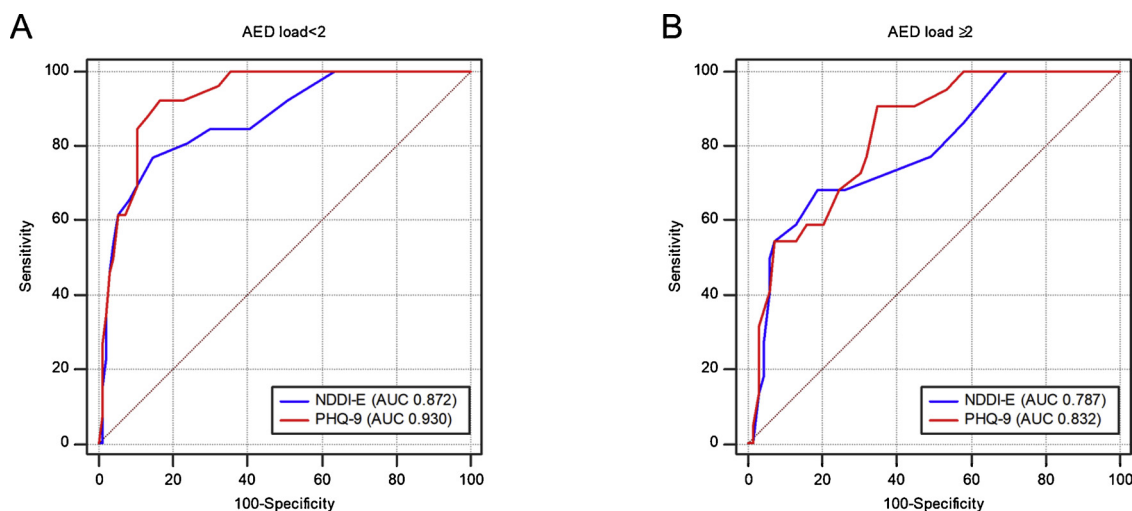 A
AED load<2
100
80
60
40
20
0
Sensitivity
NDDI-E (AUC 0.872)
PHQ-9 (AUC 0.930)
0 20 40 60 80 100
100-Specificity
B
AED load ≥2
100
80
60
40
20
0
Sensitivity
NDDI-E (AUC 0.787)
PHQ-9 (AUC 0.832)
0 20 40 60 80 100
100-Specificity